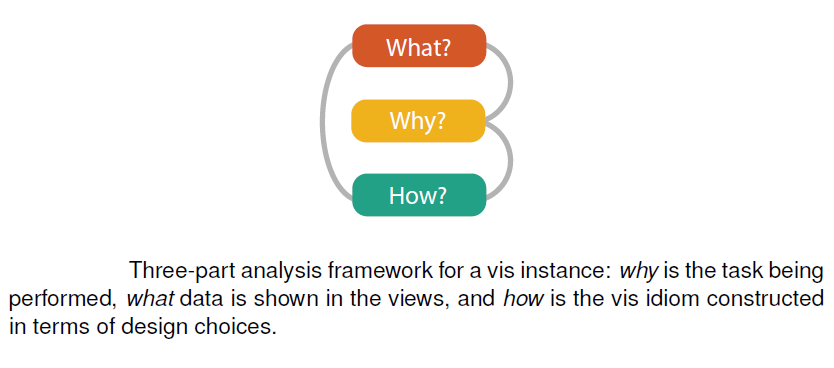 What?
Why?
How?
Three-part analysis framework for a vis instance: why is the task being
performed, what data is shown in the views, and how is the vis idiom constructed
in terms of design choices.